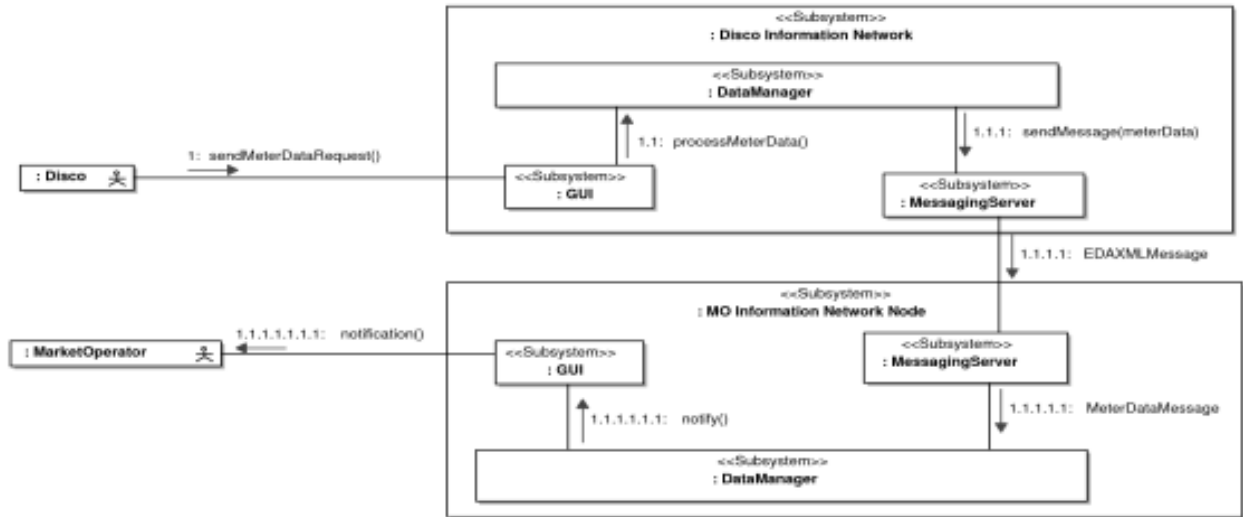 <<Subsystem>>
: Disco Information Network
<<Subsystem>>
: DataManager
1.1: processMeterData()
1.1.1: sendMessage(meterData)
1: sendMeterDataRequest()
: Disco
<<Subsystem>>
: GUI
<<Subsystem>>
: MessagingServer
1.1.1.1: EDAXMLMessage
<<Subsystem>>
: MO Information Network Node
1.1.1.1.1.1.1: notification()
: MarketOperator
<<Subsystem>>
: GUI
<<Subsystem>>
: MessagingServer
1.1.1.1.1.1: notify()
1.1.1.1.1: MeterDataMessage
<<Subsystem>>
: DataManager